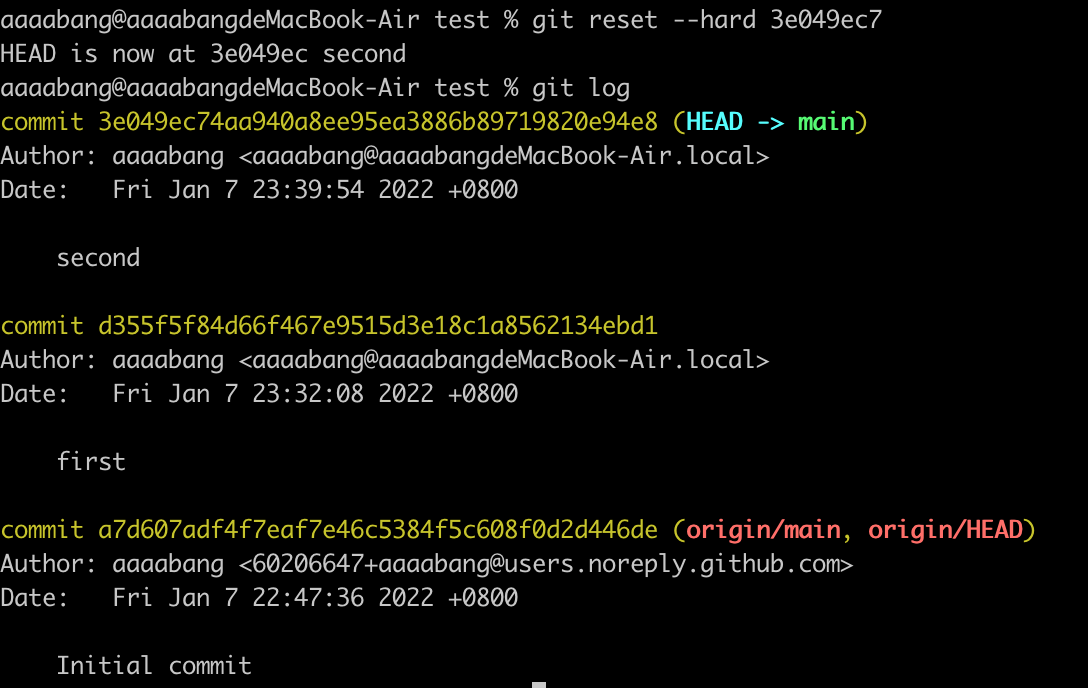 aaaabang@aaaabangdeMacBook-Air test % git reset --hard 3e049ec7
HEAD is now at 3e049ec second
aaaabang@aaaabangdeMacBook-Air test % git log
commit 3e049ec74aa940a8ee95ea3886b89719820e94e8 (HEAD -> main)
Author: aaaabang <aaaabang@aaaabangdeMacBook-Air.local>
Date:   Fri Jan 7 23:39:54 2022 +0800
    second
commit d355f5f84d66f467e9515d3e18c1a8562134ebd1
Author: aaaabang <aaaabang@aaaabangdeMacBook-Air.local>
Date:   Fri Jan 7 23:32:08 2022 +0800
    first
commit a7d607adf4f7eaf7e46c5384f5c608f0d2d446de (origin/main, origin/HEAD)
Author: aaaabang <60206647+aaaabang@users.noreply.github.com>
Date:   Fri Jan 7 22:47:36 2022 +0800
    Initial commit